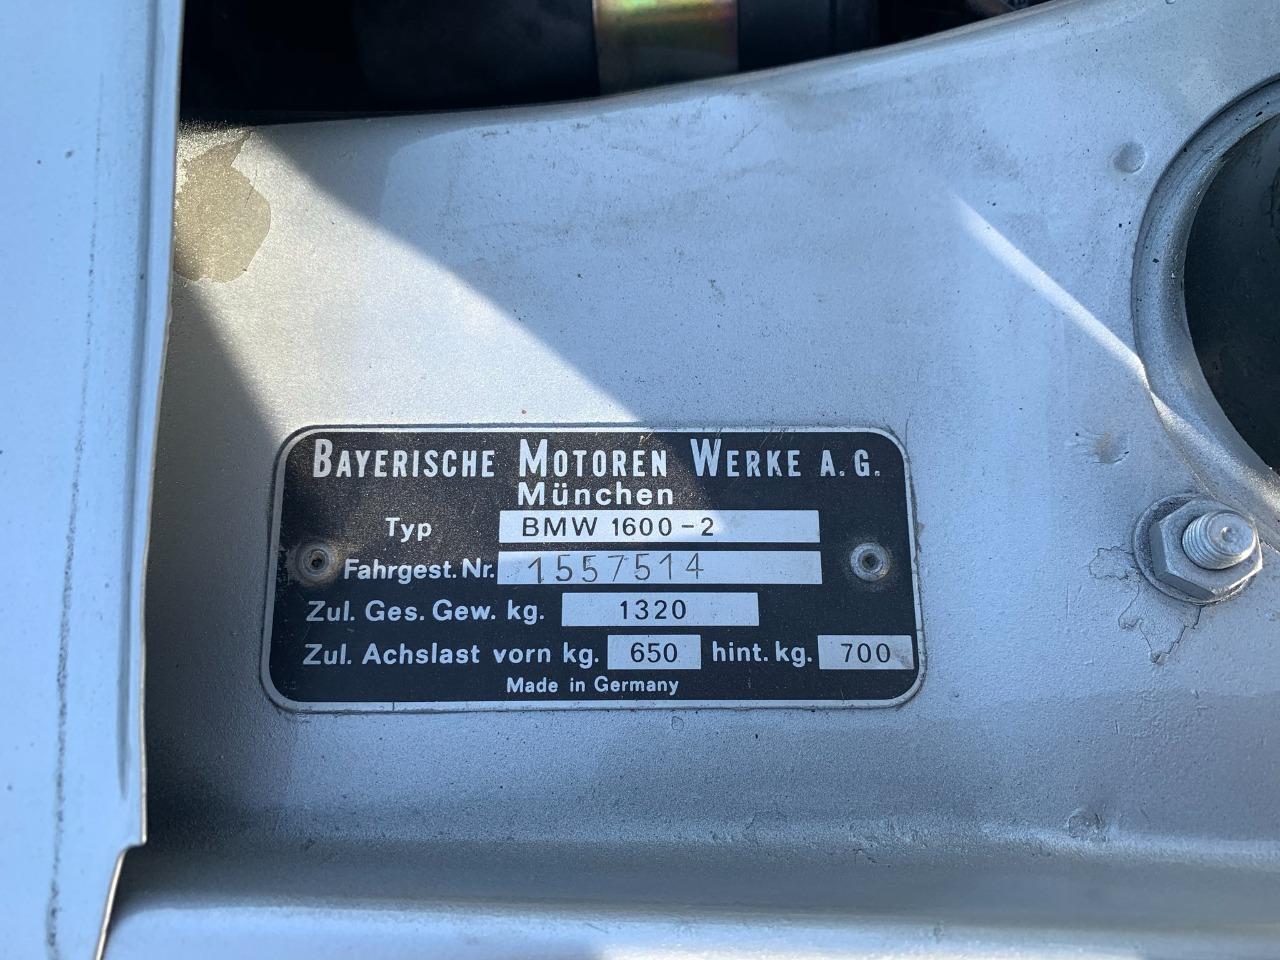 BAYERISCHE MOTOREN WERKE A.G.
München
Typ BMW 1600-2
Fahrgest. Nr. 1557514
Zul. Ges. Gew. kg. 1320
Zul. Achslast vorn kg. 650 hint. kg. 700
Made in Germany